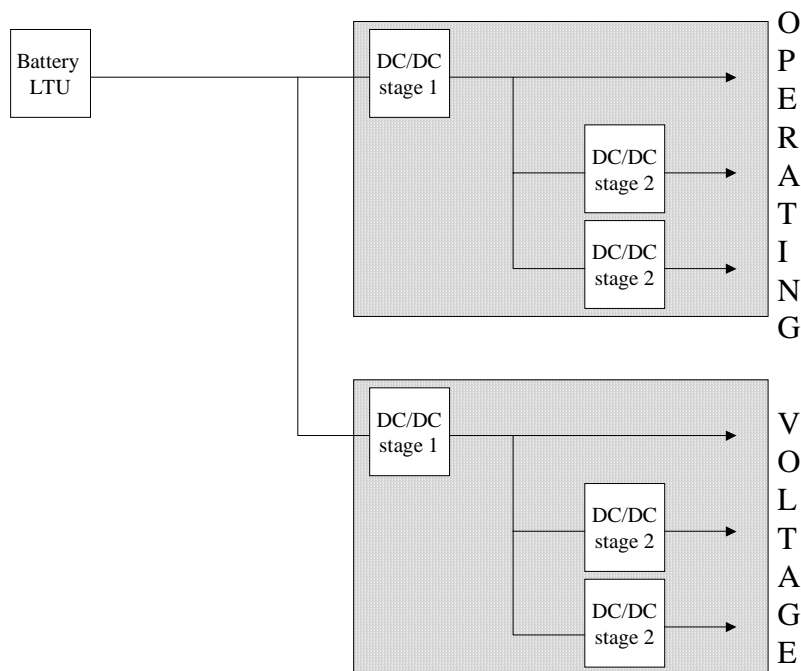 Battery
LTU
DC/DC
stage 1
DC/DC
stage 2
DC/DC
stage 2
O
P
E
R
A
T
I
N
G
DC/DC
stage 1
DC/DC
stage 2
DC/DC
stage 2
V
O
L
T
A
G
E